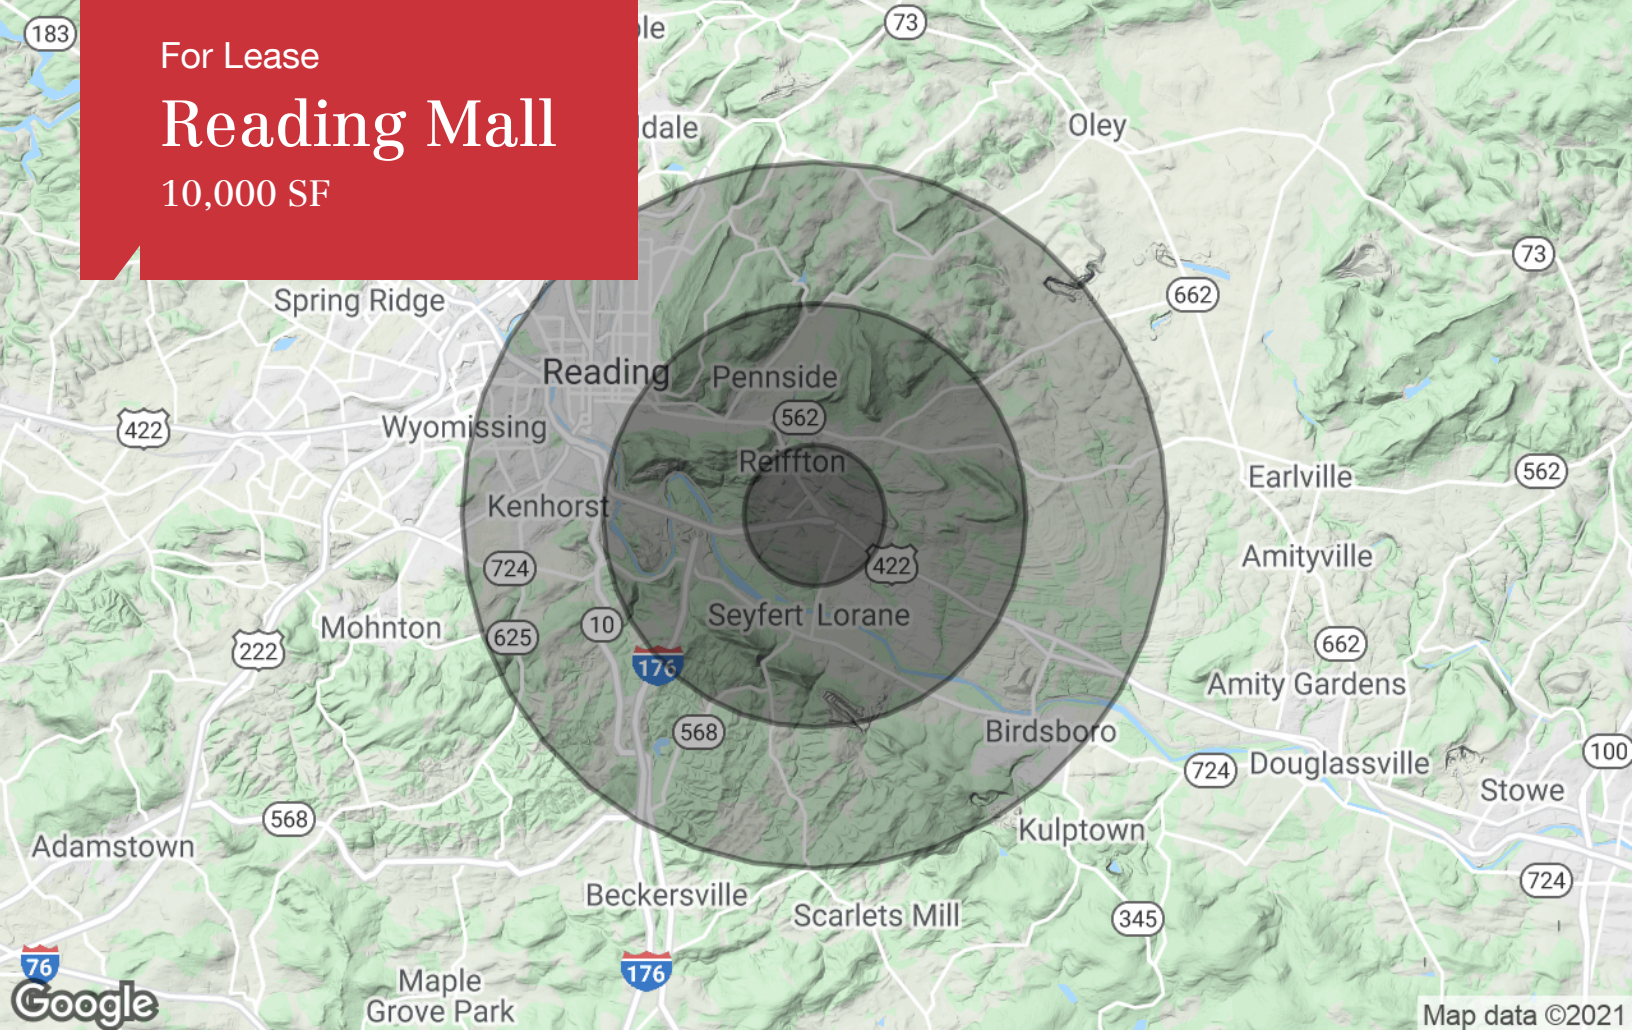 183
For Lease
Reading Mall
10,000 SF
73
Oley
73
662
Spring Ridge
Reading
Pennside
562
422
Wyomissing
Reiffton
Earlville
562
Kenhorst
724
422
Amityville
Seyfert
Lorane
10
Mohnton
625
222
662
176
Amity Gardens
568
Birdsboro
100
724
Douglassville
Stowe
568
Kulptown
Adamstown
724
Beckersville
Scarlets Mill
345
76
176
Maple
Grove Park
Google
Map data ©2021